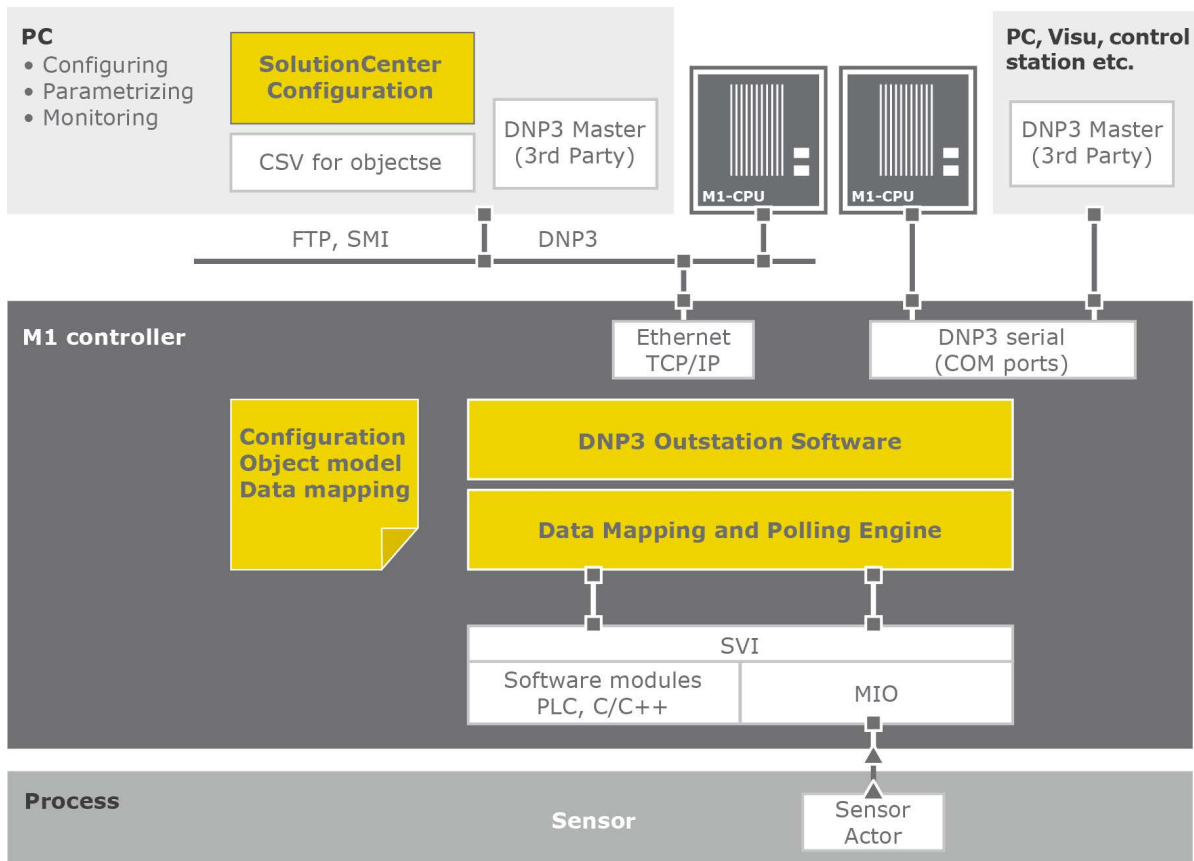 PC
• Configuring
• Parametrizing
• Monitoring
SolutionCenter
Configuration
CSV for objectse
DNP3 Master
(3rd Party)
M1-CPU
M1-CPU
PC, Visu, control
station etc.
DNP3 Master
(3rd Party)
FTP, SMI
DNP3
M1 controller
Ethernet
TCP/IP
DNP3 serial
(COM ports)
Configuration
Object model
Data mapping
DNP3 Outstation Software
Data Mapping and Polling Engine
SVI
Software modules
PLC, C/C++
MIO
Process
Sensor
Sensor
Actor